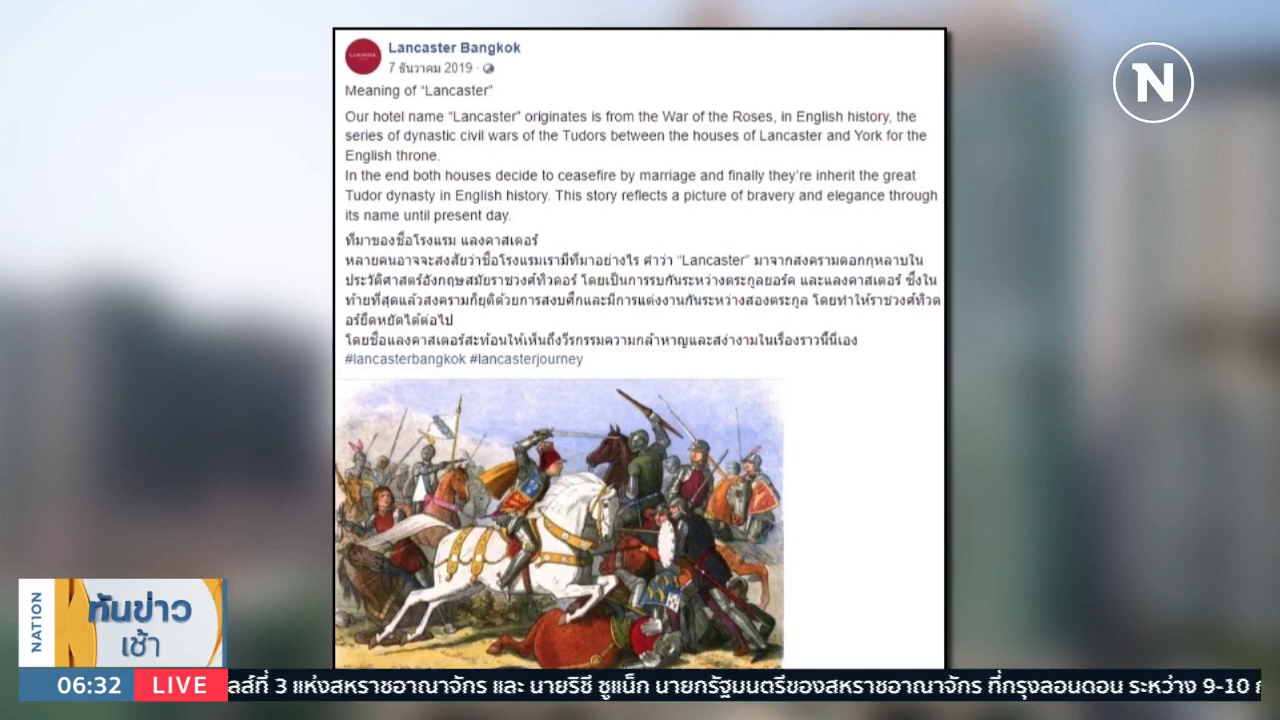 Lancaster Bangkok
7 ธันวาคม 2019 ·
Meaning of “Lancaster”
Our hotel name “Lancaster” originates is from the War of the Roses, in English history, the
series of dynastic civil wars of the Tudors between the houses of Lancaster and York for the
English throne.
In the end both houses decide to ceasefire by marriage and finally they're inherit the great
Tudor dynasty in English history. This story reflects a picture of bravery and elegance through
its name until present day.
ที่มาของชื่อโรงแรม แลงคาสเตอร์
หลายคนอาจจะสงสัยว่าชื่อโรงแรมเรามีที่มาอย่างไร คำว่า “Lancaster” มาจากสงครามดอกกุหลาบใน
ประวัติศาสตร์อังกฤษสมัยราชวงศ์ทิวดอร์ โดยเป็นการรบกันระหว่างตระกูลยอร์ค และแลงคาสเตอร์ ซึ่งใน
ท้ายที่สุดแล้วสงครามก็ยุติด้วยการสงบศึกและมีการแต่งงานกันระหว่างสองตระกูล โดยทำให้ราชวงศ์ทิวด
อร์ยืดหยัดได้ต่อไป
โดยชื่อแลงคาสเตอร์สะท้อนให้เห็นถึงวีรกรรมความกล้าหาญและสง่างามในเรื่องราวนี้นี่เอง
#lancasterbangkok #lancasterjourney
N
NATION
ทันข่าว
เช้า
06:32 LIVE
ลส์ที่ 3 แห่งสหราชอาณาจักร และ นายริชี ซูแน็ก นายกรัฐมนตรีของสหราชอาณาจักร ที่กรุงลอนดอน ระหว่าง 9-10 ก